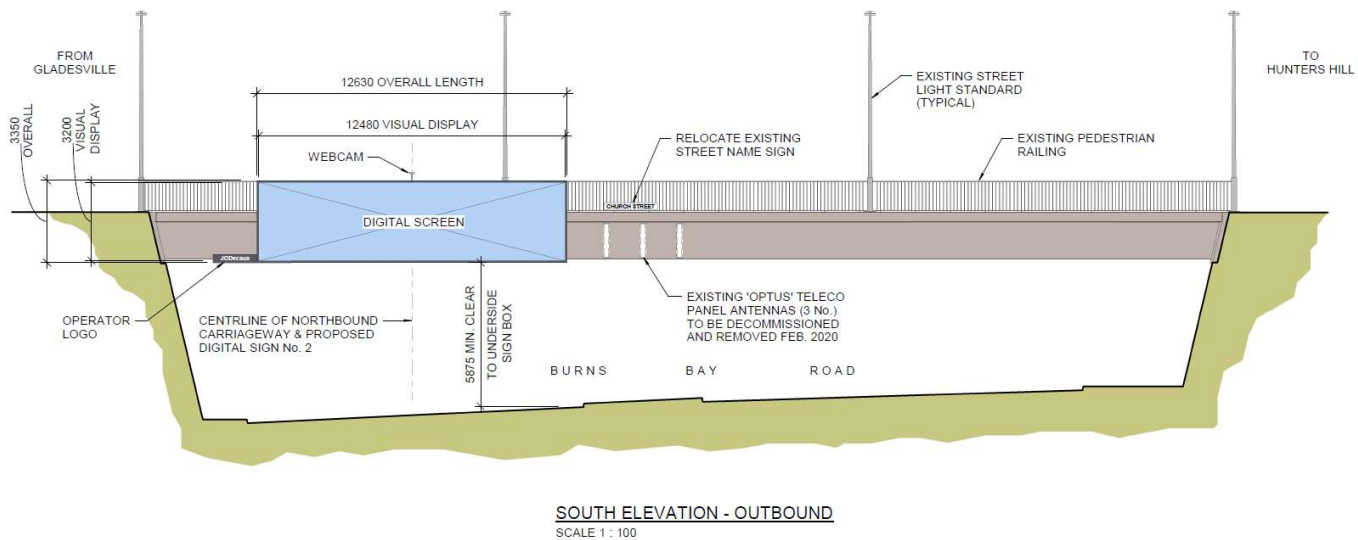 FROM
GLADESVILLE
TO
HUNTERS HILL
12630 OVERALL LENGTH
12480 VISUAL DISPLAY
3350
OVERALL
3200
VISUAL
DISPLAY
WEBCAM
EXISTING STREET
LIGHT STANDARD
(TYPICAL)
RELOCATE EXISTING
STREET NAME SIGN
EXISTING PEDESTRIAN
RAILING
CHURCH STREET
DIGITAL SCREEN
JCDecaux
OPERATOR
LOGO
CENTRLINE OF NORTHBOUND
CARRIAGEWAY & PROPOSED
DIGITAL SIGN No. 2
5875 MIN. CLEAR
TO UNDERSIDE
SIGN BOX
EXISTING 'OPTUS' TELECO
PANEL ANTENNAS (3 No.)
TO BE DECOMMISSIONED
AND REMOVED FEB. 2020
BURNS BAY ROAD
SOUTH ELEVATION - OUTBOUND
SCALE 1 : 100